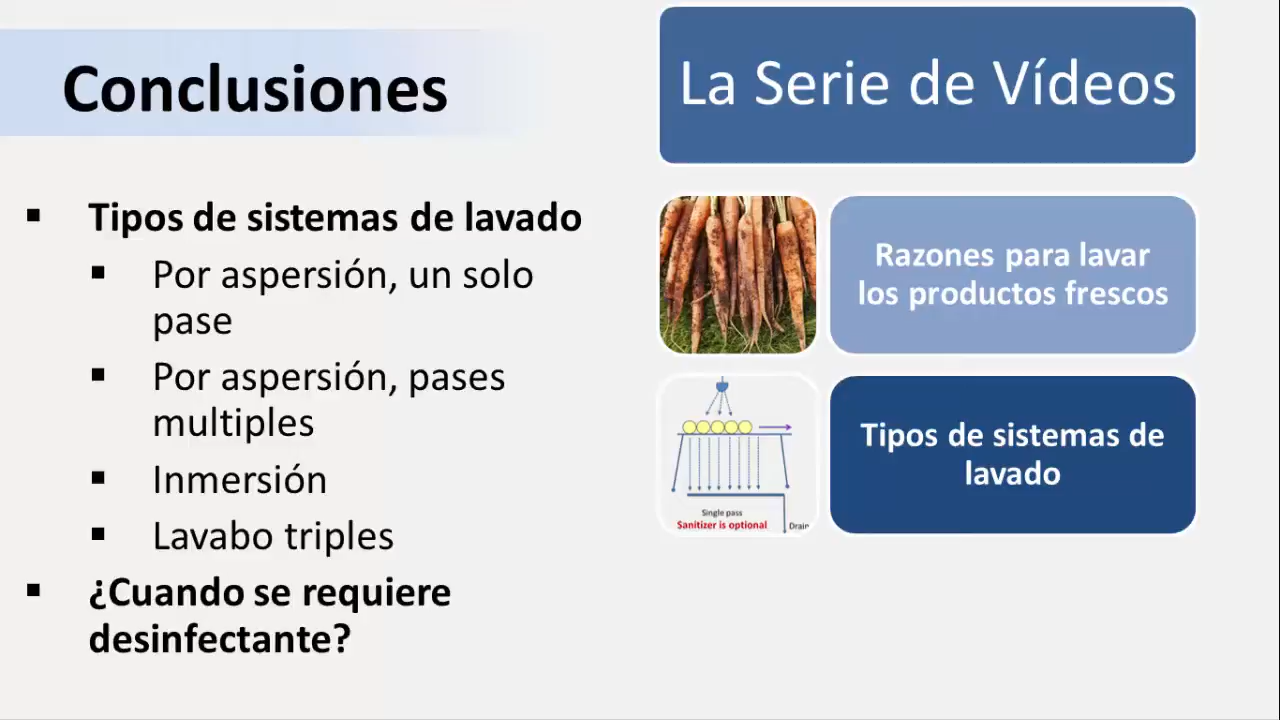 Conclusiones
▪ Tipos de sistemas de lavado
▪ Por aspersión, un solo
pase
▪ Por aspersión, pases
multiples
▪ Inmersión
▪ Lavabo triples
▪ ¿Cuando se requiere
desinfectante?
La Serie de Vídeos
Razones para lavar
los productos frescos
Tipos de sistemas de
lavado
Single pass
Sanitizer is optional
Drain